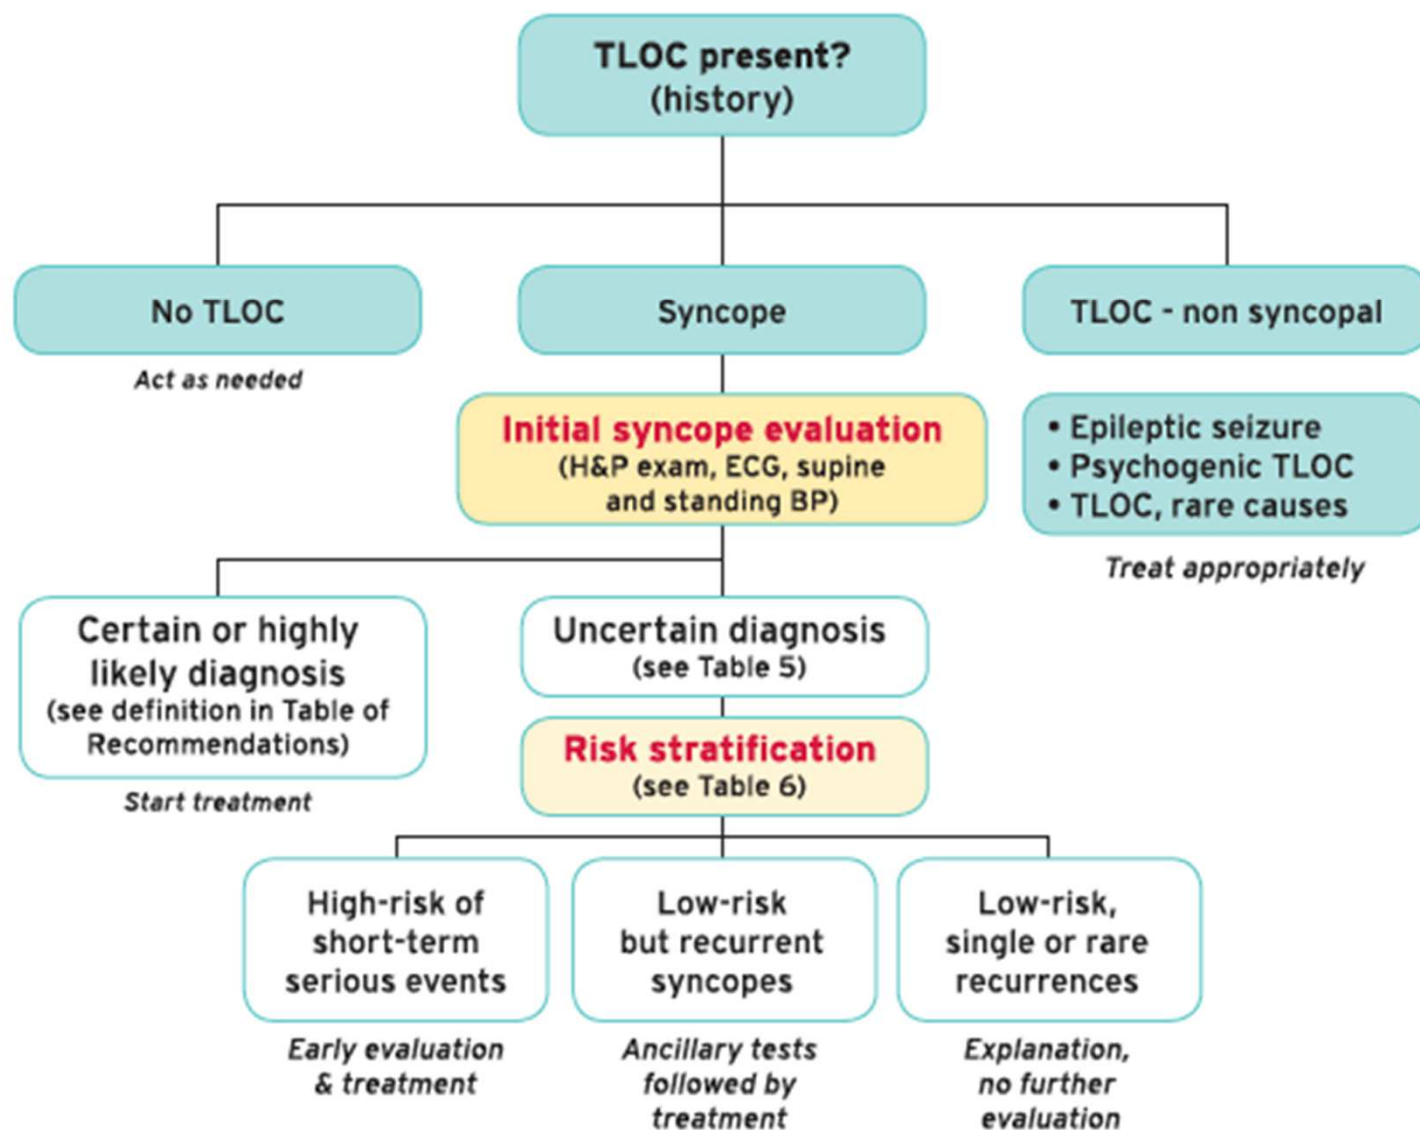 TLOC present?
(history)
No TLOC
Act as needed
Syncope
TLOC - non syncopal
Initial syncope evaluation
(H&P exam, ECG, supine
and standing BP)
• Epileptic seizure
• Psychogenic TLOC
• TLOC, rare causes
Treat appropriately
Certain or highly
likely diagnosis
(see definition in Table of
Recommendations)
Start treatment
Uncertain diagnosis
(see Table 5)
Risk stratification
(see Table 6)
High-risk of
short-term
serious events
Early evaluation
& treatment
Low-risk
but recurrent
syncopes
Ancillary tests
followed by
treatment
Low-risk,
single or rare
recurrences
Explanation,
no further
evaluation